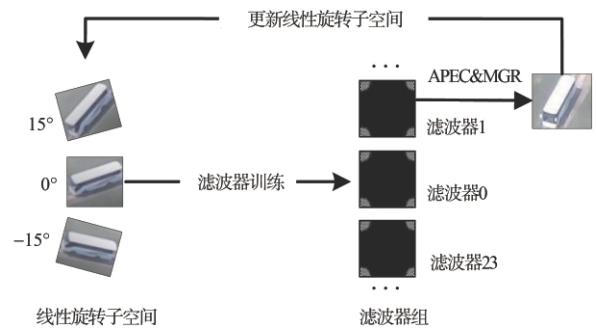 更新线性旋转子空间
...
APEC&MGR
15°
滤波器1
0°
滤波器训练
滤波器0
−15°
滤波器23
...
线性旋转子空间
滤波器组